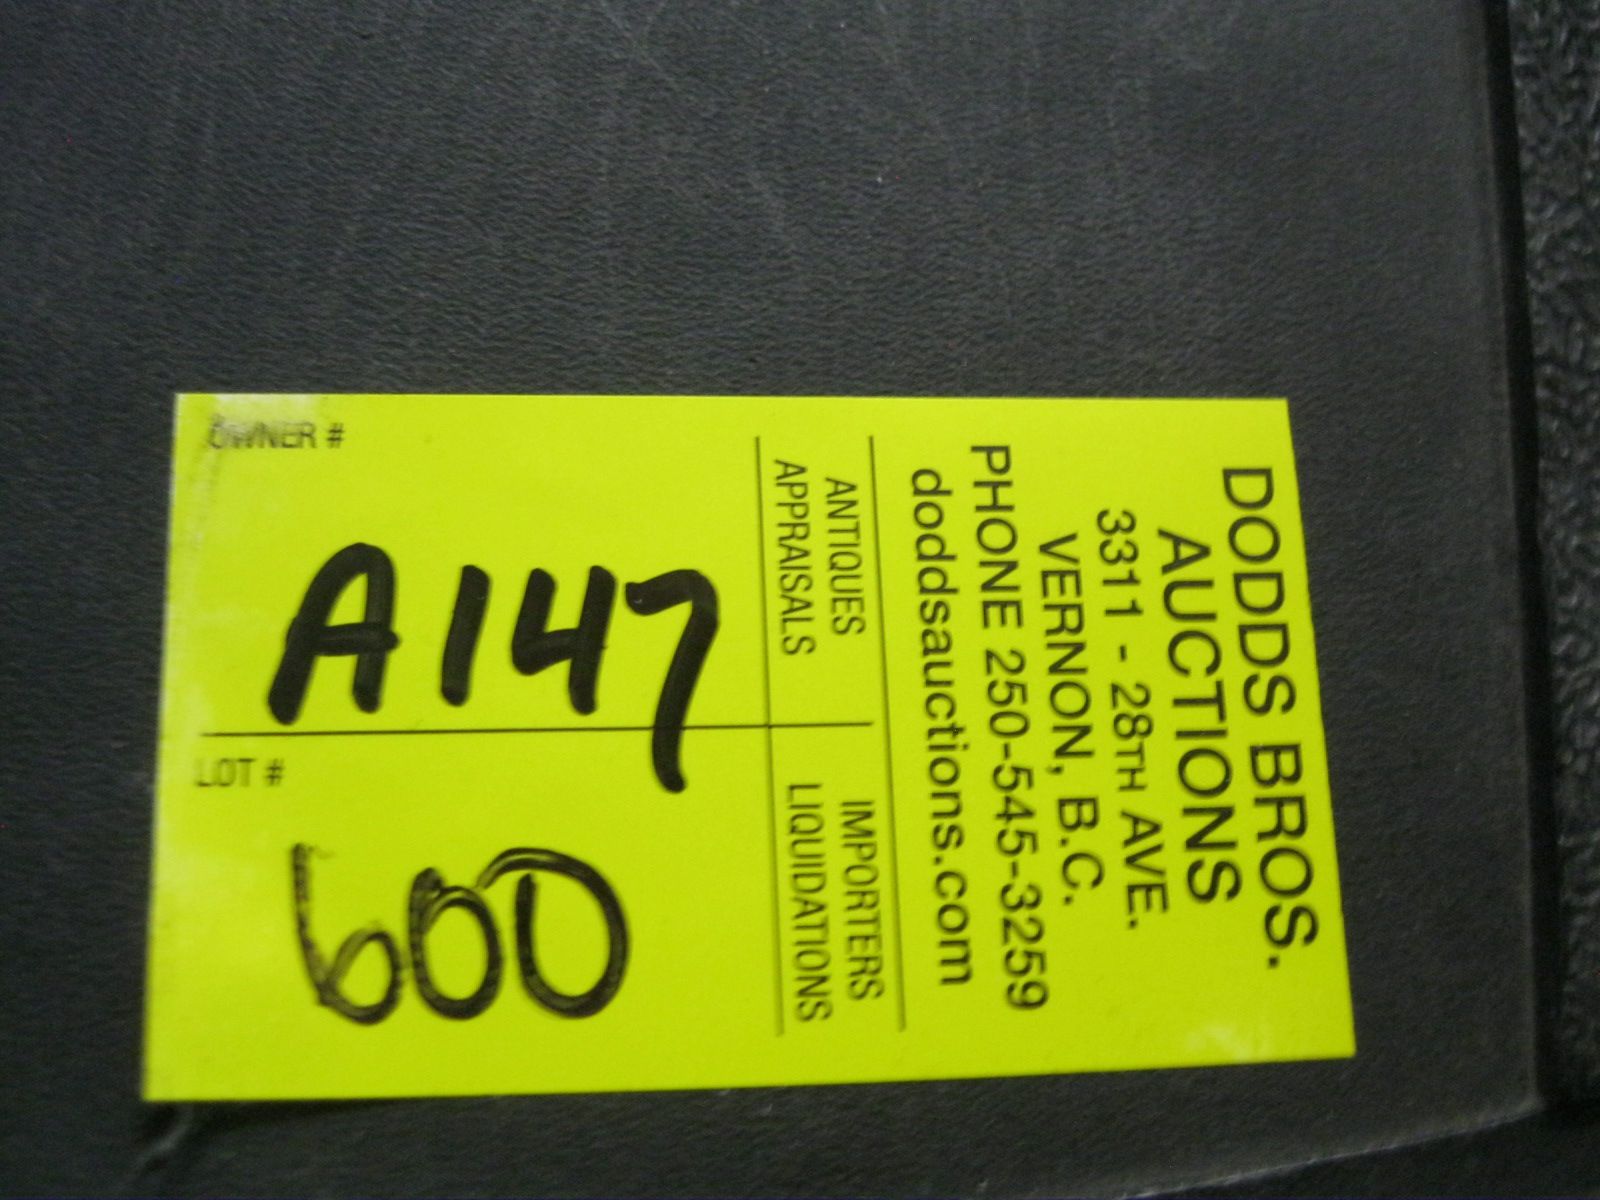 DODDS BROS.
AUCTIONS
3311 - 28TH AVE.
VERNON, B.C.
PHONE 250-545-3259
doddsauctions.com
ANTIQUES
APPRAISALS
IMPORTERS
LIQUIDATIONS
OWNER #
A147
LOT #
600